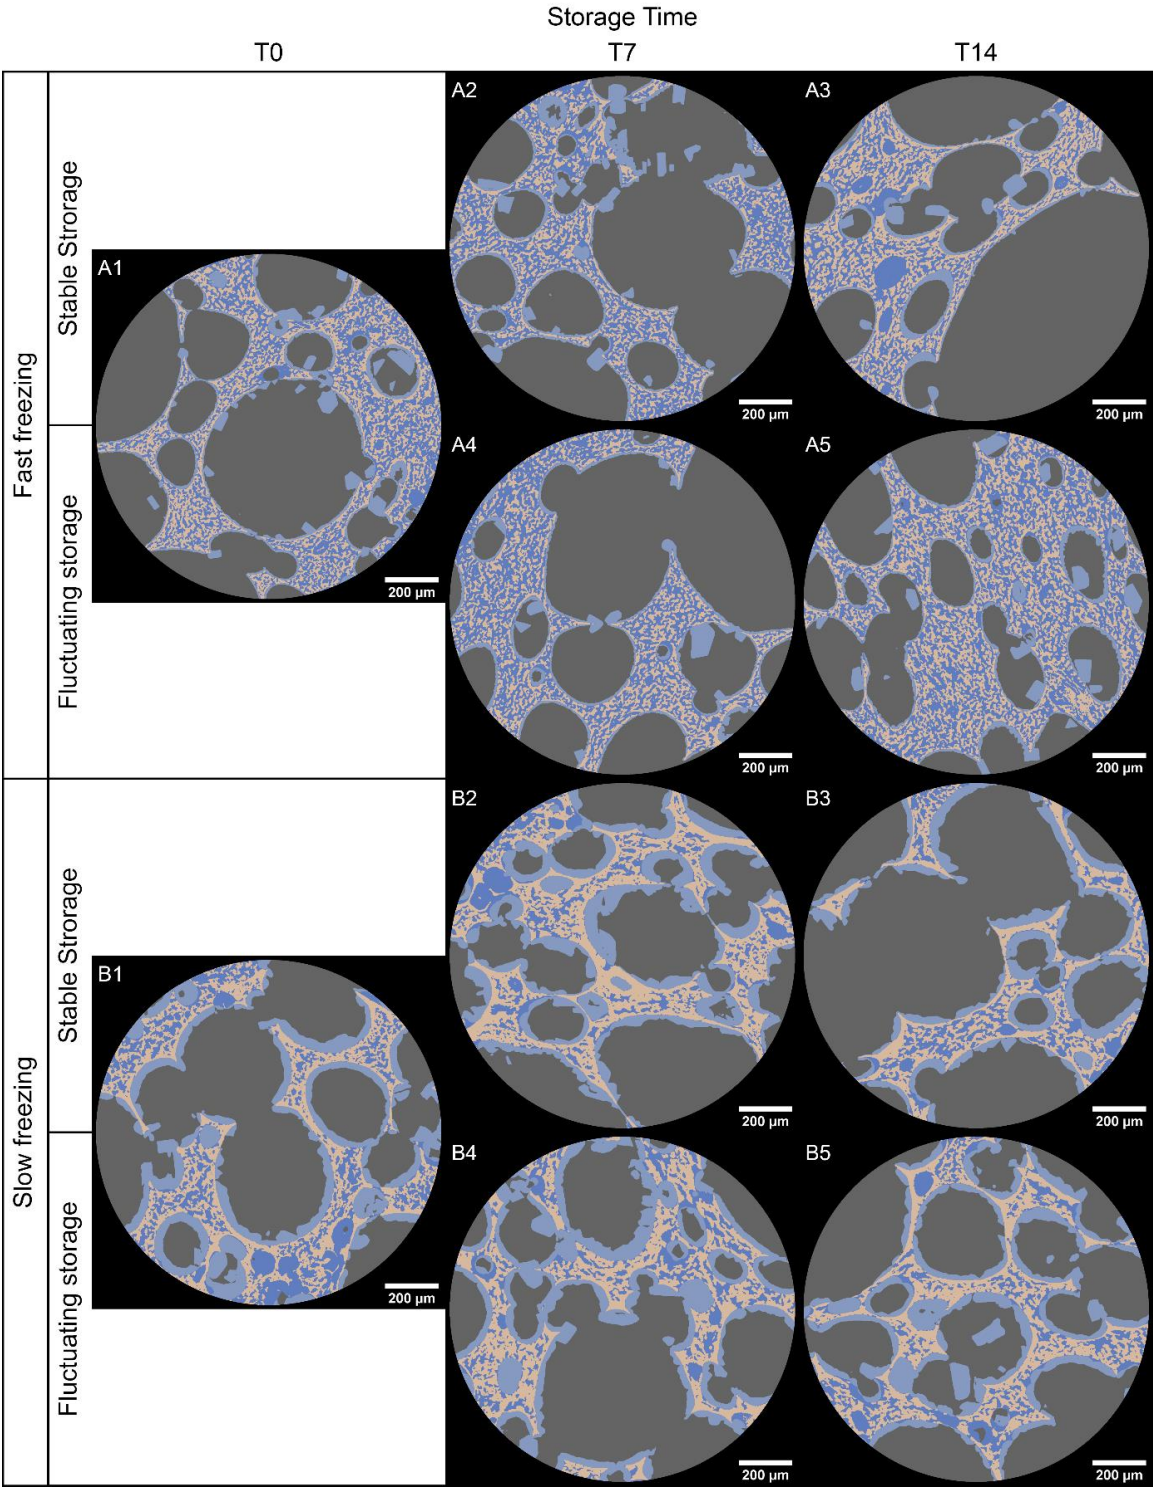 Storage Time
T0
T7
T14
Fast freezing
Stable Strorage
Fluctuating storage
A1
200 µm
A2
200 µm
A3
200 µm
A4
200 µm
A5
200 µm
Slow freezing
Stable Strorage
Fluctuating storage
B1
200 µm
B2
200 µm
B3
200 µm
B4
200 µm
B5
200 µm